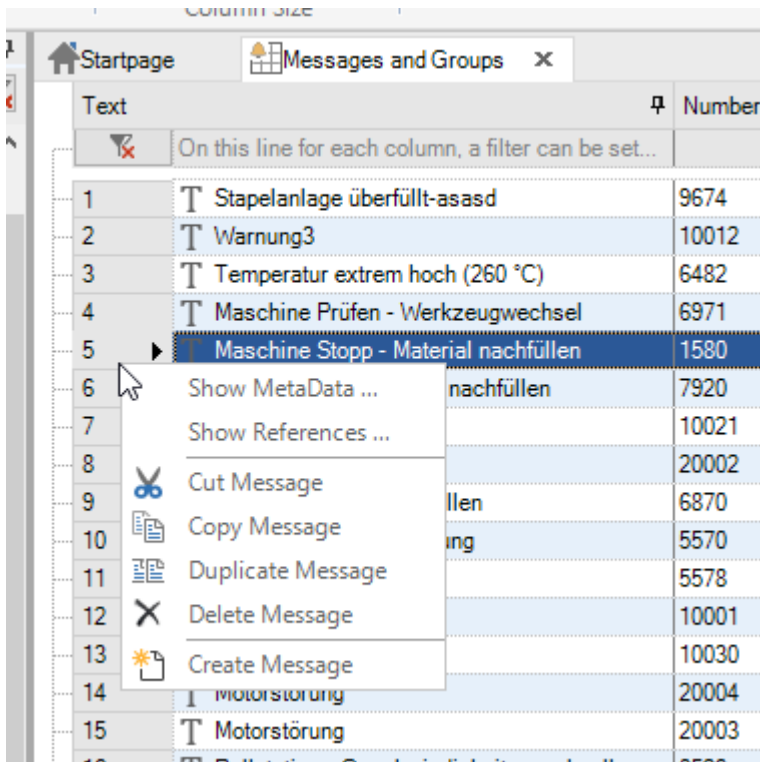 Column Size
Startpage
Messages and Groups
Text Number
On this line for each column, a filter can be set...
1 Stapelanlage überfüllt-asasd 9674
2 Warnung3 10012
3 Temperatur extrem hoch (260 °C) 6482
4 Maschine Prüfen - Werkzeugwechsel 6971
5 Maschine Stopp - Material nachfüllen 1580
6 nachfüllen 7920
7 10021
8 20002
9 llen 6870
10 ung 5570
11 5578
12 10001
13 10030
14 Motorstörung 20004
15 Motorstörung 20003
Show MetaData ...
Show References ...
Cut Message
Copy Message
Duplicate Message
Delete Message
Create Message